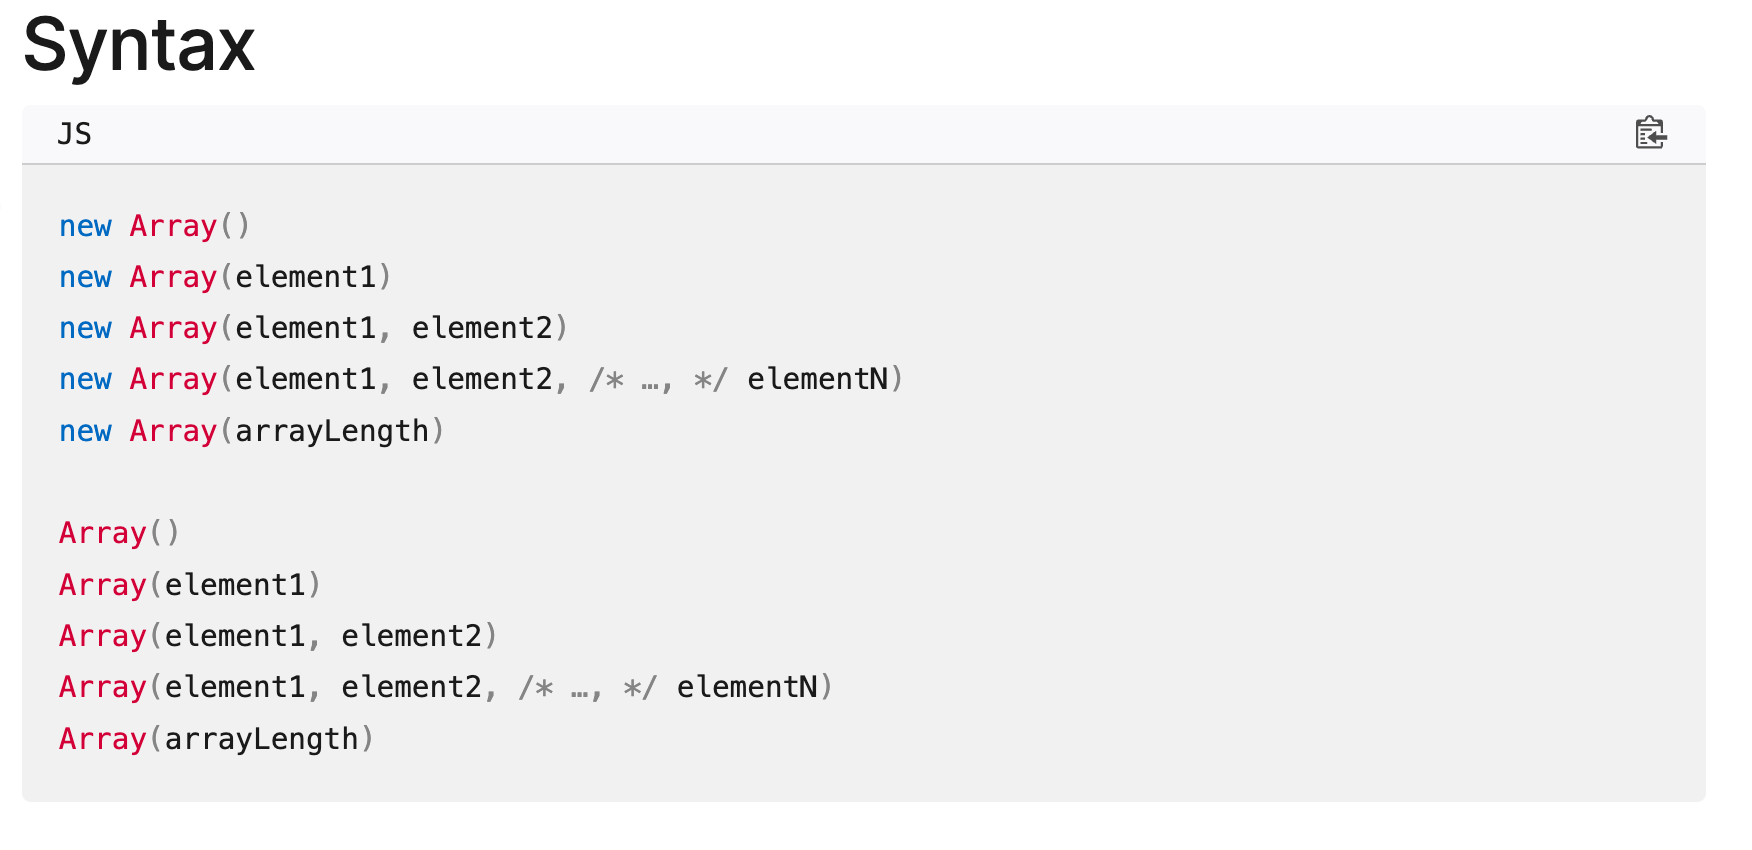 Syntax
JS
new Array()
new Array(element1)
new Array(element1, element2)
new Array(element1, element2, /* …, */ elementN)
new Array(arrayLength)
Array()
Array(element1)
Array(element1, element2)
Array(element1, element2, /* …, */ elementN)
Array(arrayLength)